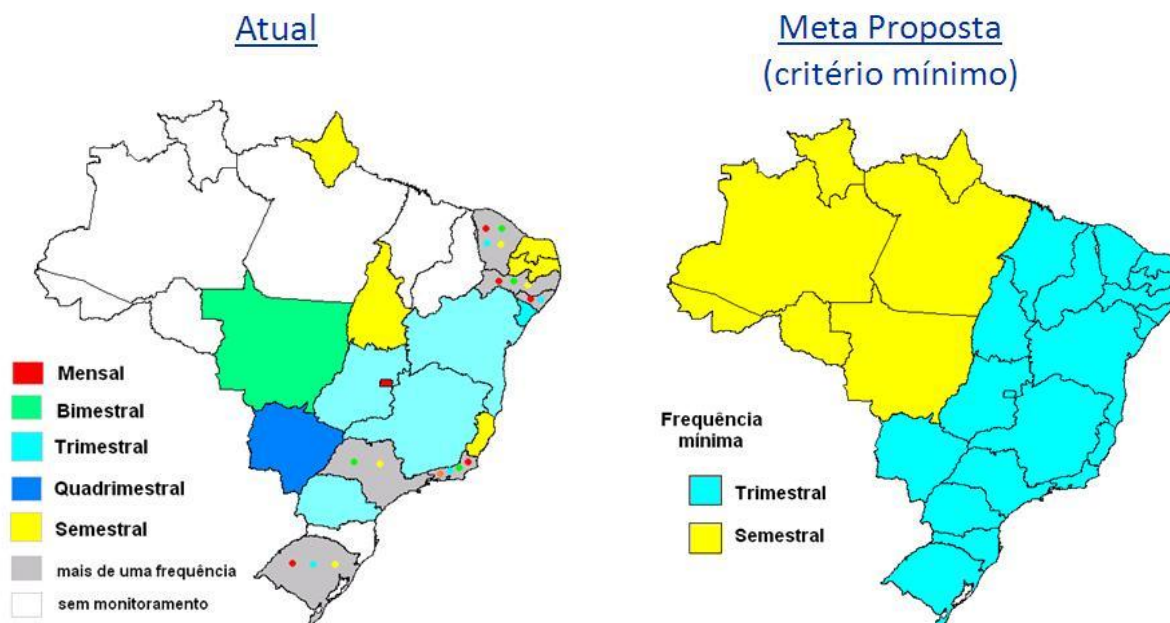 Atual
Mensal
Bimestral
Trimestral
Quadrimestral
Semestral
mais de uma frequência
sem monitoramento
Meta Proposta
(critério mínimo)
Frequência
mínima
Trimestral
Semestral